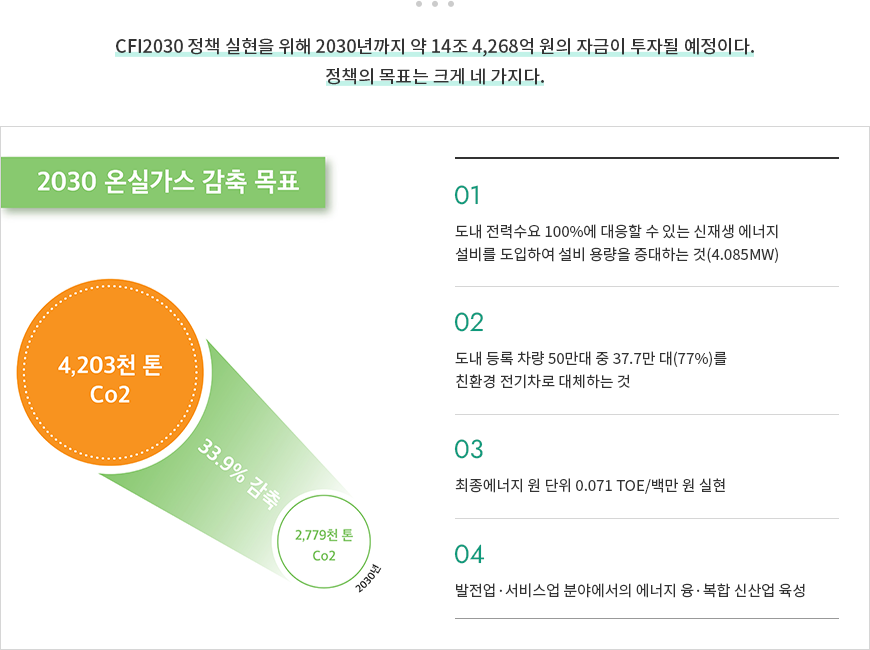 CFI2030 정책 실현을 위해 2030년까지 약 14조 4,268억 원의 자금이 투자될 예정이다.
정책의 목표는 크게 네 가지다.
2030 온실가스 감축 목표
4,203천 톤
Co2
33.9% 감축
2,779천 톤
Co2
2030년
01
도내 전력수요 100%에 대응할 수 있는 신재생 에너지
설비를 도입하여 설비 용량을 증대하는 것(4.085MW)
02
도내 등록 차량 50만대 중 37.7만 대(77%)를
친환경 전기차로 대체하는 것
03
최종에너지 원 단위 0.071 TOE/백만 원 실현
04
발전업·서비스업 분야에서의 에너지 융·복합 신산업 육성